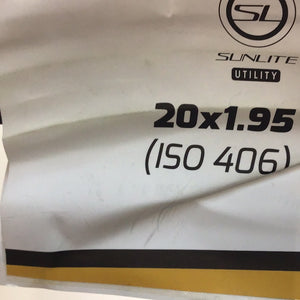 SL
SUNLITE
UTILITY
20x1.95
(ISO 406)